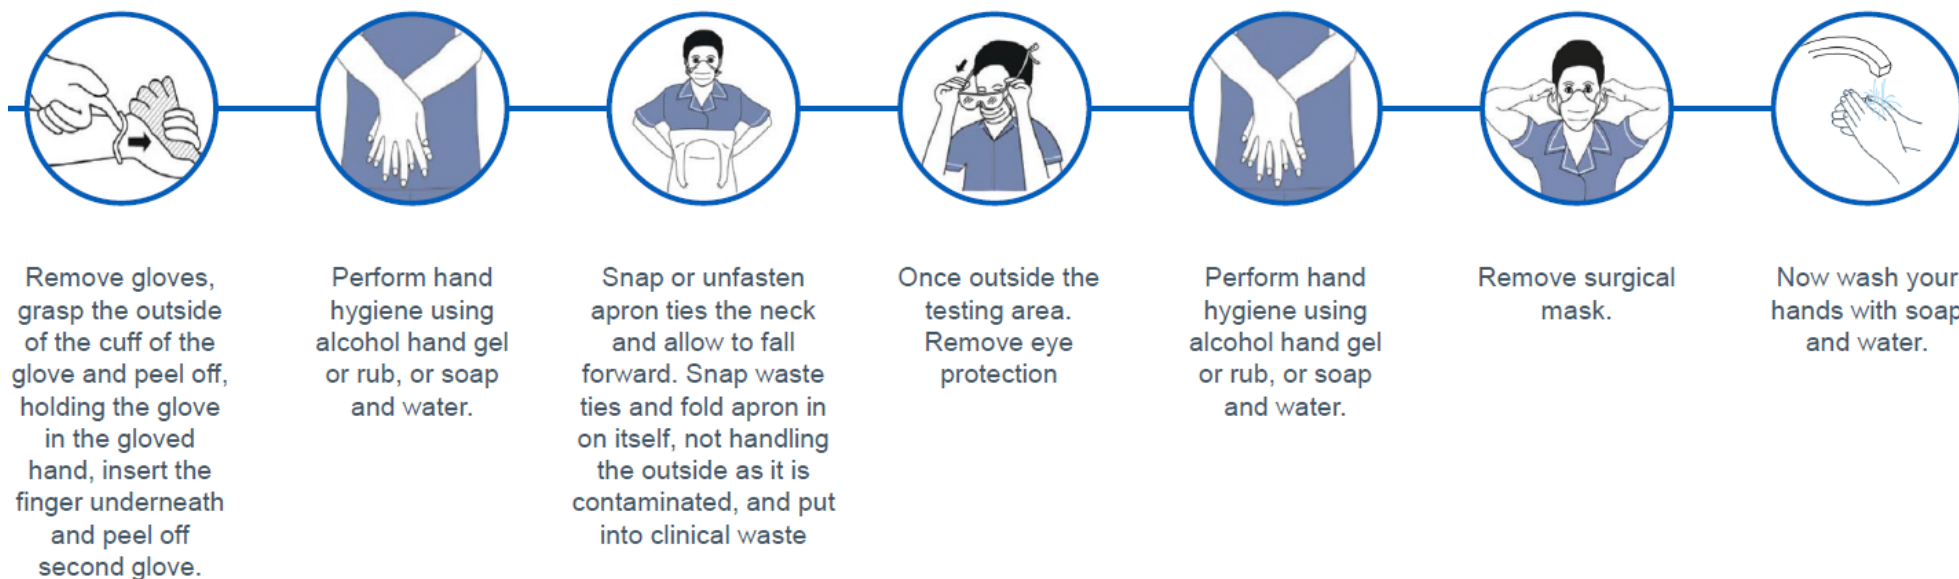 Remove gloves,
grasp the outside
of the cuff of the
glove and peel off,
holding the glove
in the gloved
hand, insert the
finger underneath
and peel off
second glove.
Perform hand
hygiene using
alcohol hand gel
or rub, or soap
and water.
Snap or unfasten
apron ties the neck
and allow to fall
forward. Snap waste
ties and fold apron in
on itself, not handling
the outside as it is
contaminated, and put
into clinical waste
Once outside the
testing area.
Remove eye
protection
Perform hand
hygiene using
alcohol hand gel
or rub, or soap
and water.
Remove surgical
mask.
Now wash your
hands with soap
and water.